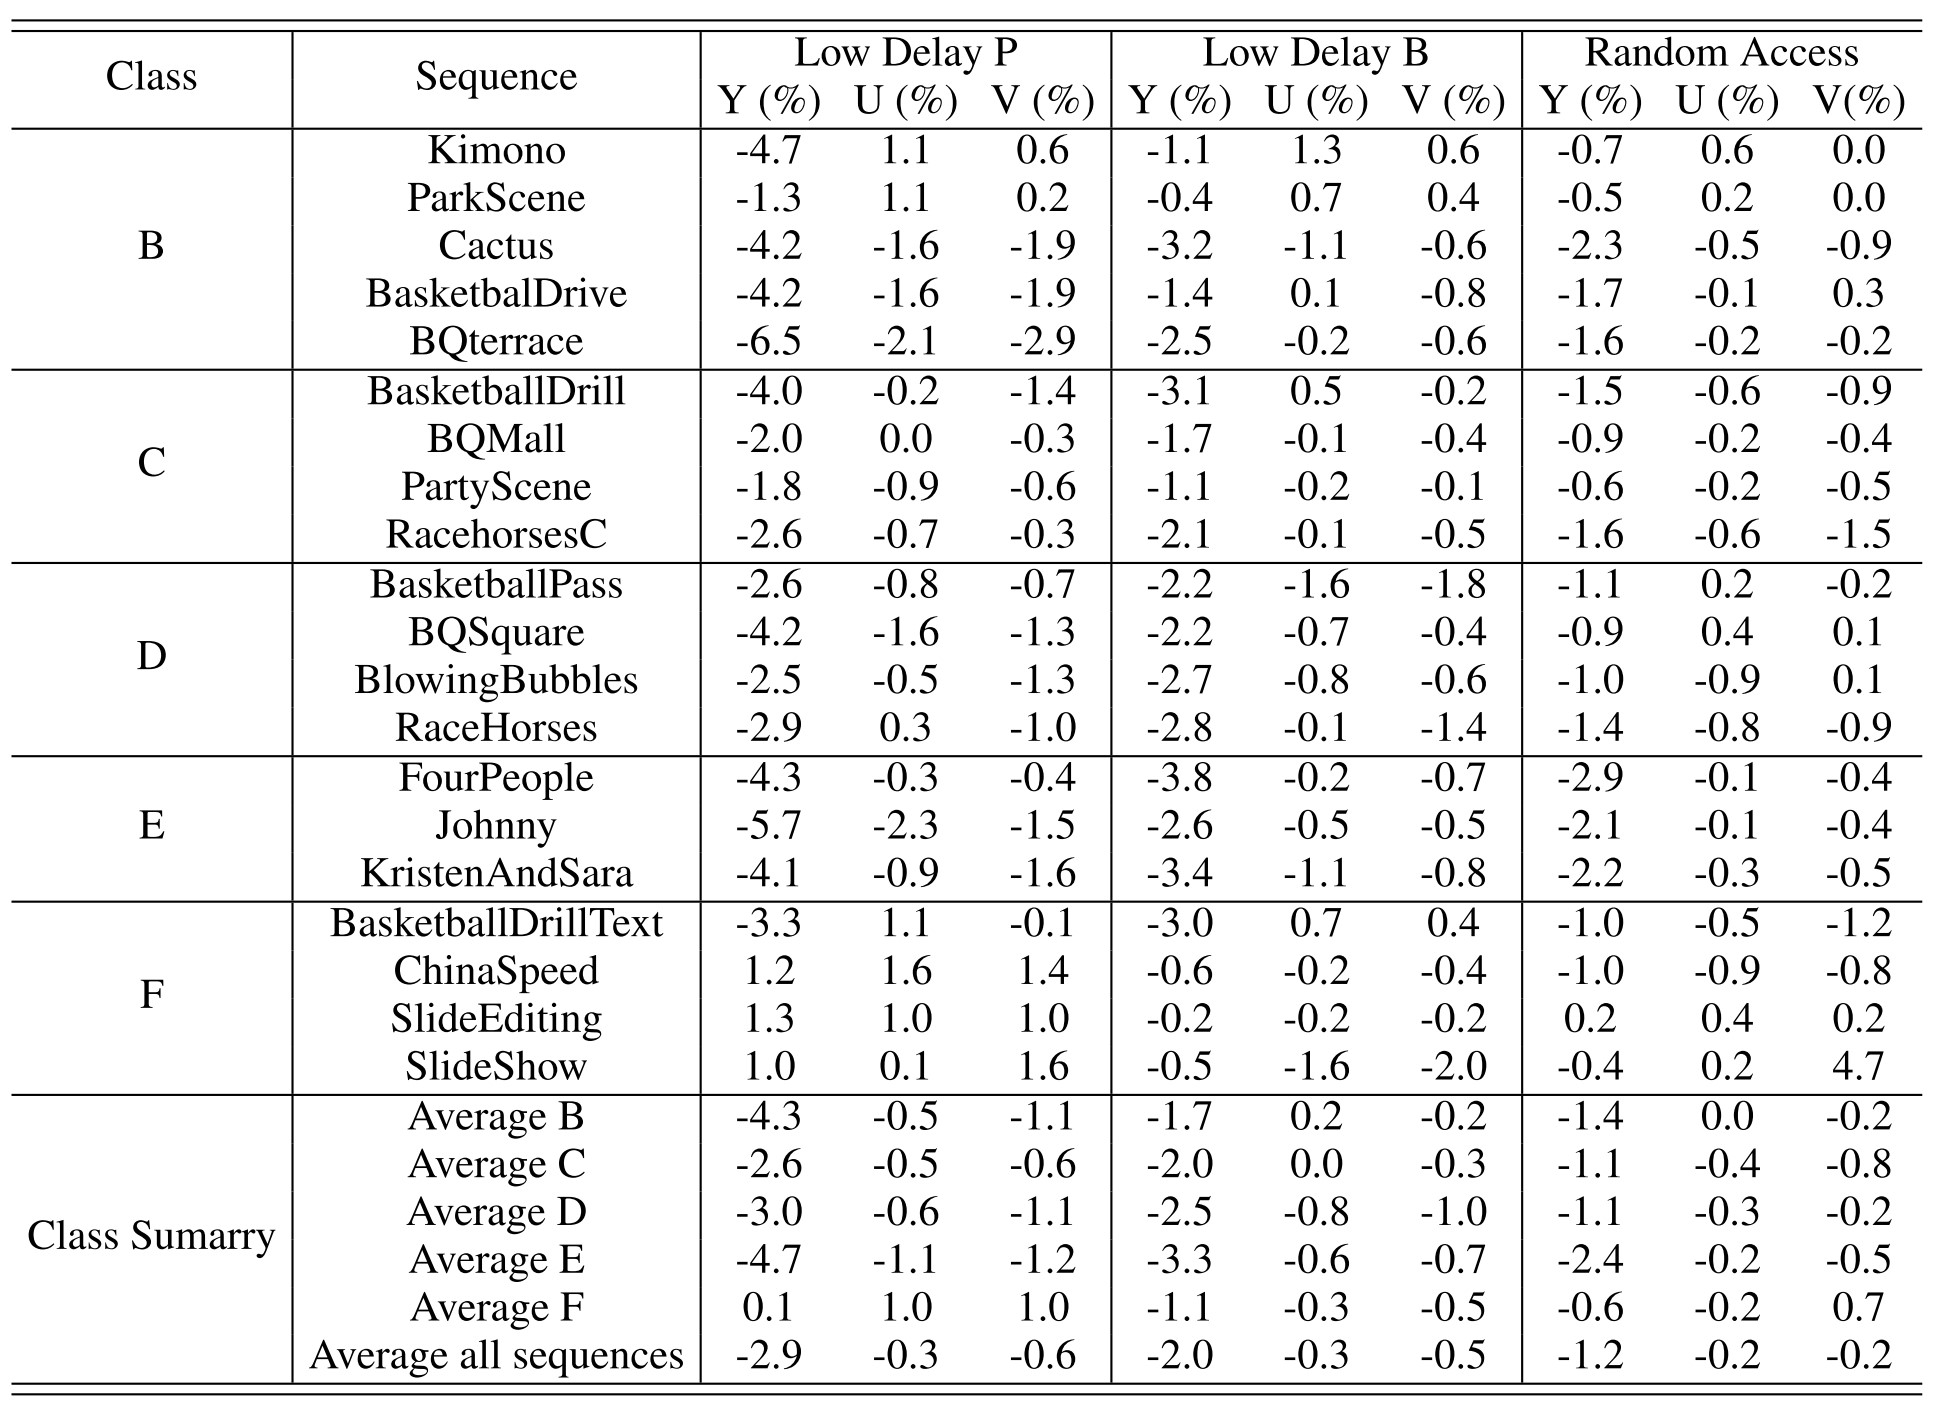 Class Sequence Low Delay P Low Delay B Random Access
Y (%) U (%) V (%) Y (%) U (%) V (%) Y (%) U (%) V(%)
B
Kimono -4.7 1.1 0.6 -1.1 1.3 0.6 -0.7 0.6 0.0
ParkScene -1.3 1.1 0.2 -0.4 0.7 0.4 -0.5 0.2 0.0
Cactus -4.2 -1.6 -1.9 -3.2 -1.1 -0.6 -2.3 -0.5 -0.9
BasketbalDrive -4.2 -1.6 -1.9 -1.4 0.1 -0.8 -1.7 -0.1 0.3
BQterrace -6.5 -2.1 -2.9 -2.5 -0.2 -0.6 -1.6 -0.2 -0.2
C
BasketballDrill -4.0 -0.2 -1.4 -3.1 0.5 -0.2 -1.5 -0.6 -0.9
BQMall -2.0 0.0 -0.3 -1.7 -0.1 -0.4 -0.9 -0.2 -0.4
PartyScene -1.8 -0.9 -0.6 -1.1 -0.2 -0.1 -0.6 -0.2 -0.5
RacehorsesC -2.6 -0.7 -0.3 -2.1 -0.1 -0.5 -1.6 -0.6 -1.5
D
BasketballPass -2.6 -0.8 -0.7 -2.2 -1.6 -1.8 -1.1 0.2 -0.2
BQSquare -4.2 -1.6 -1.3 -2.2 -0.7 -0.4 -0.9 0.4 0.1
BlowingBubbles -2.5 -0.5 -1.3 -2.7 -0.8 -0.6 -1.0 -0.9 0.1
RaceHorses -2.9 0.3 -1.0 -2.8 -0.1 -1.4 -1.4 -0.8 -0.9
E
FourPeople -4.3 -0.3 -0.4 -3.8 -0.2 -0.7 -2.9 -0.1 -0.4
Johnny -5.7 -2.3 -1.5 -2.6 -0.5 -0.5 -2.1 -0.1 -0.4
KristenAndSara -4.1 -0.9 -1.6 -3.4 -1.1 -0.8 -2.2 -0.3 -0.5
F
BasketballDrillText -3.3 1.1 -0.1 -3.0 0.7 0.4 -1.0 -0.5 -1.2
ChinaSpeed 1.2 1.6 1.4 -0.6 -0.2 -0.4 -1.0 -0.9 -0.8
SlideEditing 1.3 1.0 1.0 -0.2 -0.2 -0.2 0.2 0.4 0.2
SlideShow 1.0 0.1 1.6 -0.5 -1.6 -2.0 -0.4 0.2 4.7
Class Sumarry
Average B -4.3 -0.5 -1.1 -1.7 0.2 -0.2 -1.4 0.0 -0.2
Average C -2.6 -0.5 -0.6 -2.0 0.0 -0.3 -1.1 -0.4 -0.8
Average D -3.0 -0.6 -1.1 -2.5 -0.8 -1.0 -1.1 -0.3 -0.2
Average E -4.7 -1.1 -1.2 -3.3 -0.6 -0.7 -2.4 -0.2 -0.5
Average F 0.1 1.0 1.0 -1.1 -0.3 -0.5 -0.6 -0.2 0.7
Average all sequences -2.9 -0.3 -0.6 -2.0 -0.3 -0.5 -1.2 -0.2 -0.2